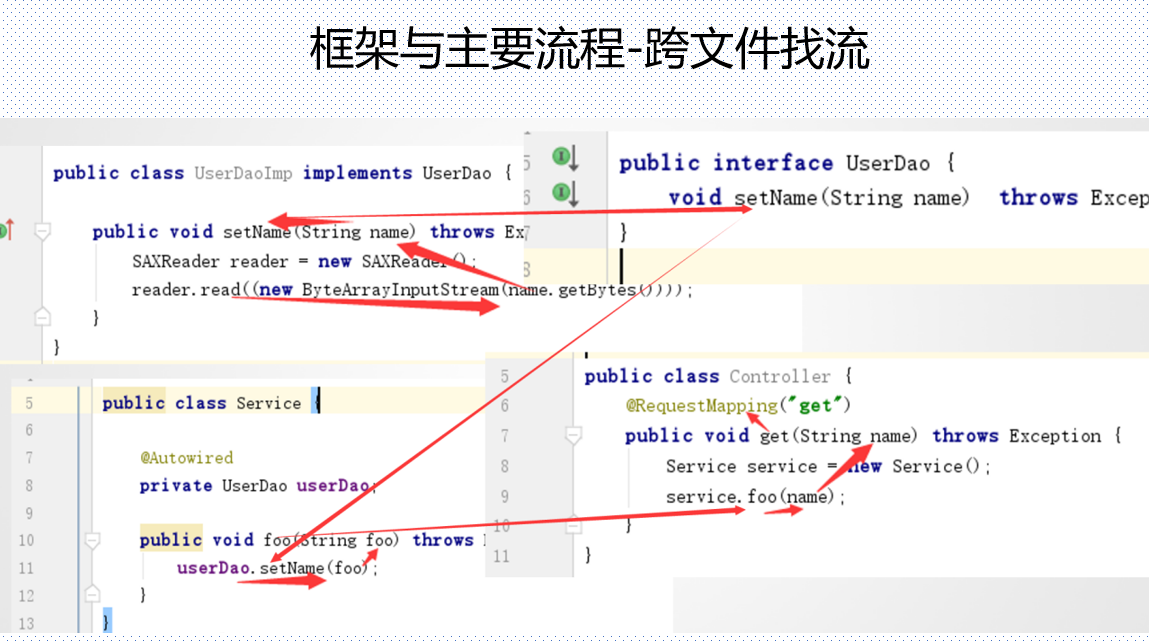 框架与主要流程-跨文件找流
public class UserDaoImp implements UserDao {
public void setName(String name) throws Ex
SAXReader reader = new SAXReader();
reader.read((new ByteArrayInputStream(name.getBytes())));
}
}
5 public interface UserDao {
6 void setName(String name) throws Excep
7 }
8
5 public class Service {
6
7 @Autowired
8 private UserDao userDao;
9
10 public void foo(String foo) throws
11 userDao.setName(foo);
12 }
13 }
5 public class Controller {
6 @RequestMapping("get")
7 public void get(String name) throws Exception {
8 Service service = new Service();
9 service.foo(name);
10 }
11 }